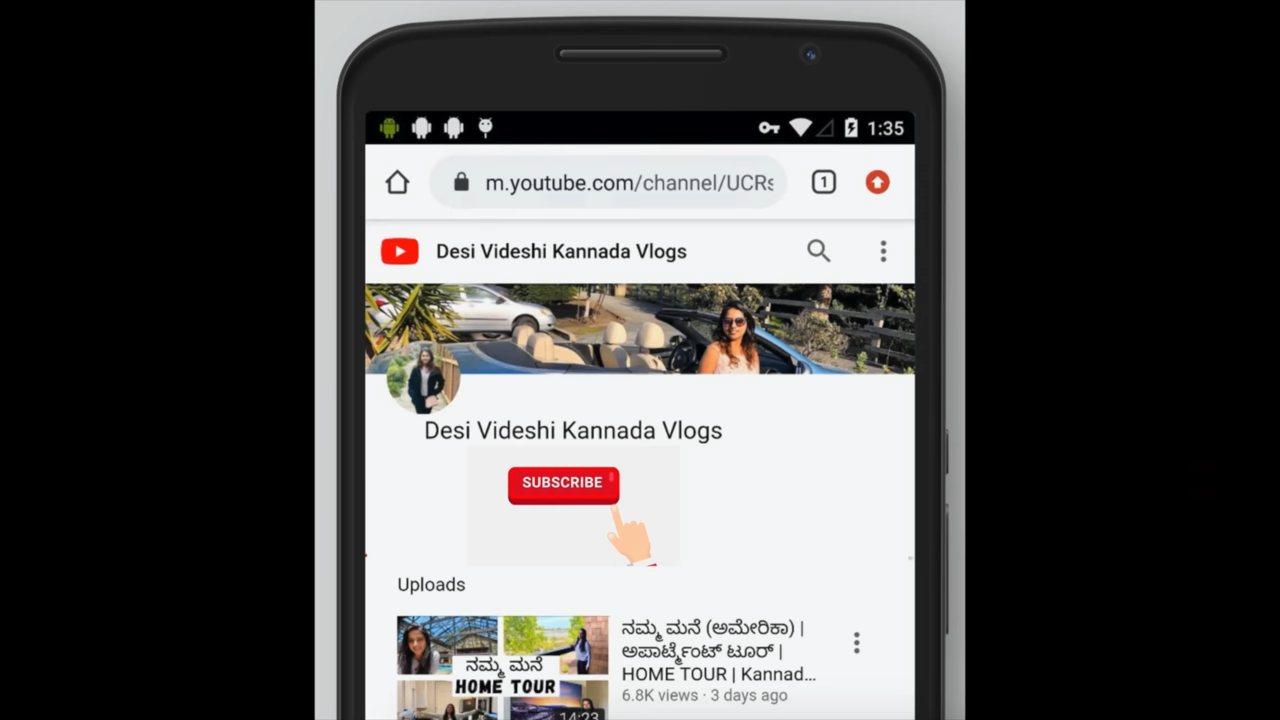 1:35
m.youtube.com/channel/UCRs
1
Desi Videshi Kannada Vlogs
Desi Videshi Kannada Vlogs
SUBSCRIBE
Uploads
ನಮ್ಮ ಮನೆ
HOME TOUR
14:23
ನಮ್ಮ ಮನೆ (ಅಮೇರಿಕಾ) |
ಅಪಾರ್ಟ್ಮೆಂಟ್ ಟೂರ್ |
HOME TOUR | Kannad...
6.8K views · 3 days ago